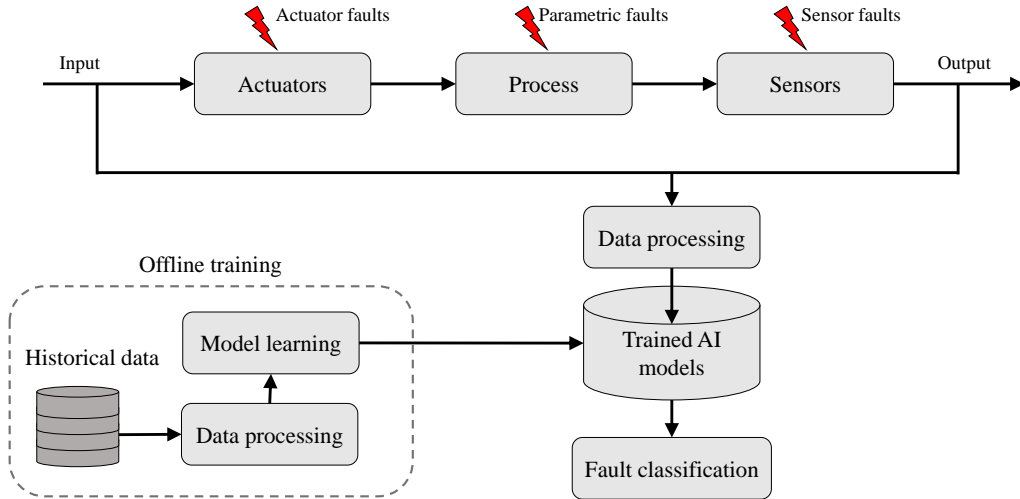 Actuator faults
Parametric faults
Sensor faults
Input
Output
Actuators
Process
Sensors
Data processing
Offline training
Trained AI
models
Model learning
Historical data
Data processing
Fault classification